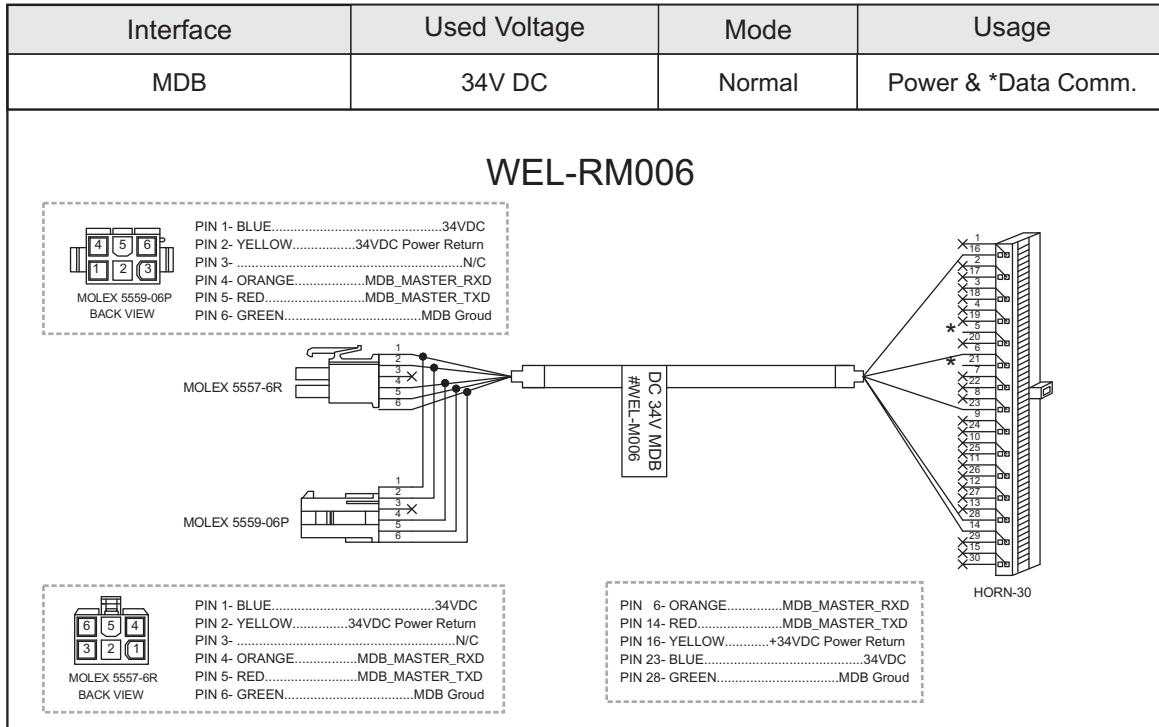 Interface Used Voltage Mode Usage
MDB 34V DC Normal Power & *Data Comm.
WEL-RM006
4 5 6
1 2 3
MOLEX 5559-06P
BACK VIEW
PIN 1- BLUE..........................................34VDC
PIN 2- YELLOW................34VDC Power Return
PIN 3- ..........................................................N/C
PIN 4- ORANGE..................MDB_MASTER_RXD
PIN 5- RED..........................MDB_MASTER_TXD
PIN 6- GREEN...................................MDB Groud
MOLEX 5557-6R
1
2
3
4
5
6
MOLEX 5559-06P
1
2
3
4
5
6
DC 34V MDB
#WEL-M006
1
16
2
17
3
18
4
19
* 5
20
6
* 21
7
22
8
23
9
24
10
25
11
26
12
27
13
28
14
29
15
30
HORN-30
6 5 4
3 2 1
MOLEX 5557-6R
BACK VIEW
PIN 1- BLUE..........................................34VDC
PIN 2- YELLOW..............34VDC Power Return
PIN 3- ........................................................N/C
PIN 4- ORANGE................MDB_MASTER_RXD
PIN 5- RED........................MDB_MASTER_TXD
PIN 6- GREEN.................................MDB Groud
PIN 6- ORANGE..............MDB_MASTER_RXD
PIN 14- RED.....................MDB_MASTER_TXD
PIN 16- YELLOW...........+34VDC Power Return
PIN 23- BLUE........................................34VDC
PIN 28- GREEN...............................MDB Groud